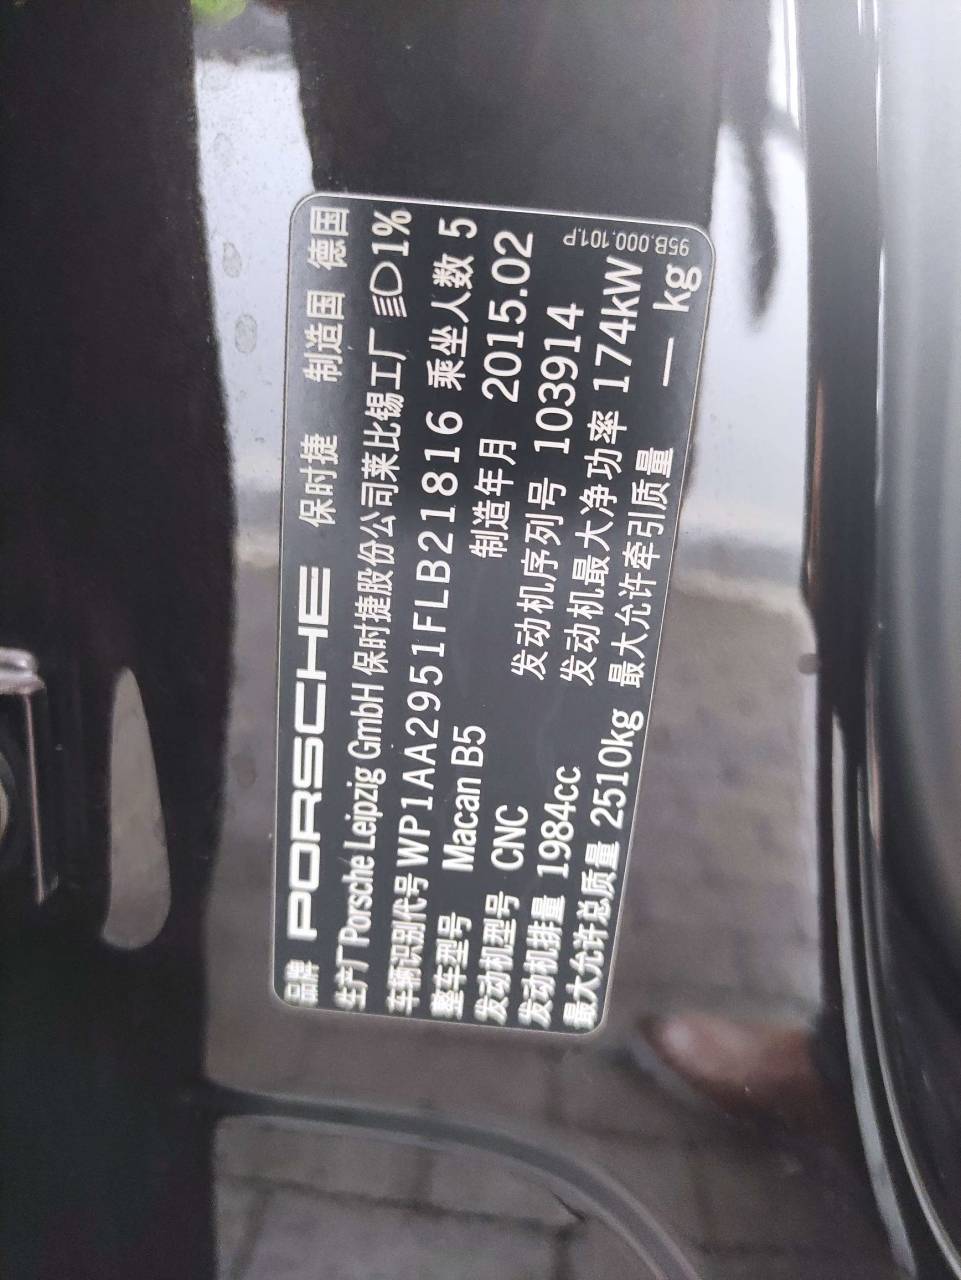 品牌 PORSCHE 保时捷 制造国 德国
生产厂 Porsche Leipzig GmbH 保时捷股份公司莱比锡工厂 1%
车辆识别代号 WP1AA2951FLB21816 乘坐人数 5
整车型号 Macan B5 制造年月 2015.02
发动机型号 CNC 发动机序列号 103914
发动机排量 1984cc 发动机最大净功率 174kW
最大允许总质量 2510kg 最大允许牵引质量 — kg
95B.000.101.P